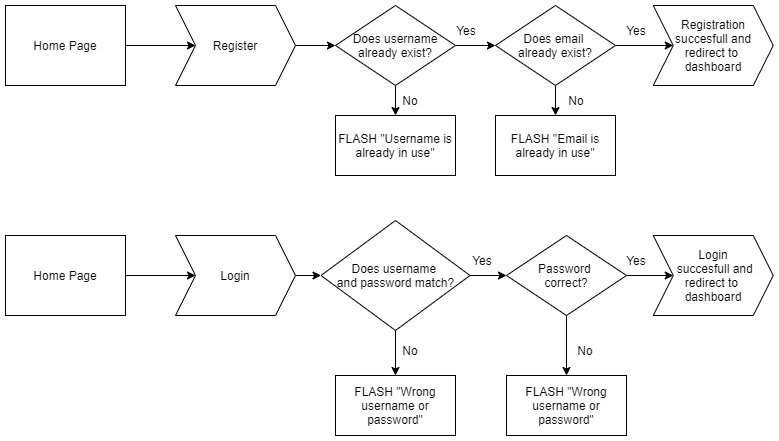 Home Page
Register
Does username
already exist?
Yes
Does email
already exist?
Yes
Registration
succesfull and
redirect to
dashboard
No
No
FLASH "Username is
already in use"
FLASH "Email is
already in use"
Home Page
Login
Does username
and password match?
Yes
Password
correct?
Yes
Login
succesfull and
redirect to
dashboard
No
No
FLASH "Wrong
username or
password"
FLASH "Wrong
username or
password"